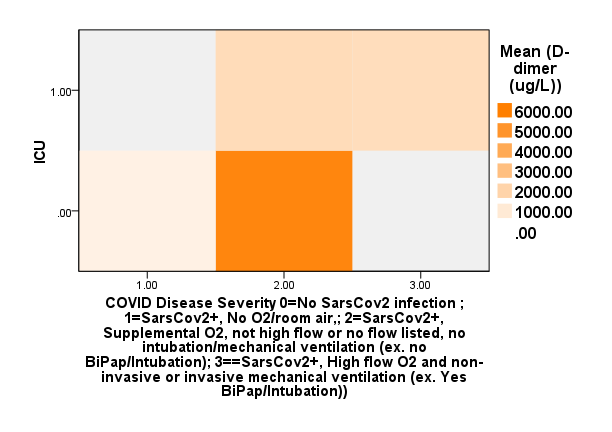 Mean (D-
dimer
(ug/L))
6000.00
5000.00
4000.00
3000.00
2000.00
1000.00
.00
ICU
1.00
.00
1.00 2.00 3.00
COVID Disease Severity 0=No SarsCov2 infection ;
1=SarsCov2+, No O2/room air,; 2=SarsCov2+,
Supplemental O2, not high flow or no flow listed, no
intubation/mechanical ventilation (ex. no
BiPap/Intubation); 3==SarsCov2+, High flow O2 and non-
invasive or invasive mechanical ventilation (ex. Yes
BiPap/Intubation))